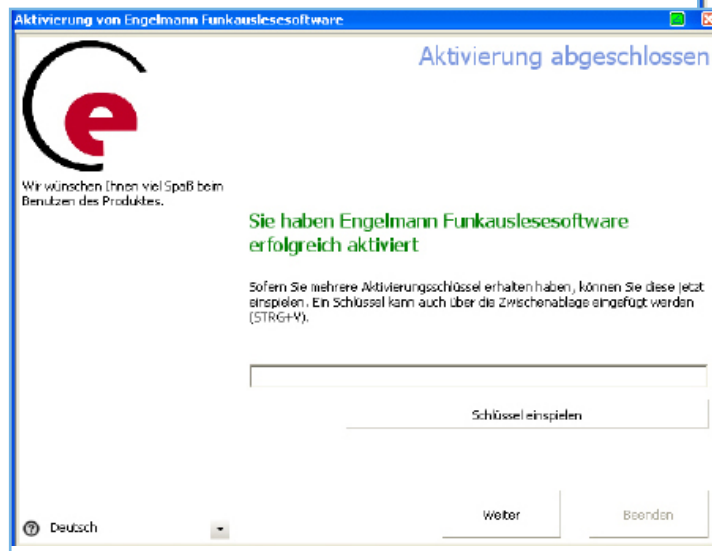 Aktivierung von Engelmann Funkauslesesoftware
Aktivierung abgeschlossen
e
Wir wünschen Ihnen viel Spaß beim
Benutzen des Produktes.
Sie haben Engelmann Funkauslesesoftware
erfolgreich aktiviert
Sofern Sie mehrere Aktivierungsschlüssel erhalten haben, können Sie diese jetzt
einspielen. Ein Schlüssel kann auch über die Zwischenablage eingefügt werden
(STRG+V).
Schlüssel einspielen
? Deutsch
Weiter
Beenden